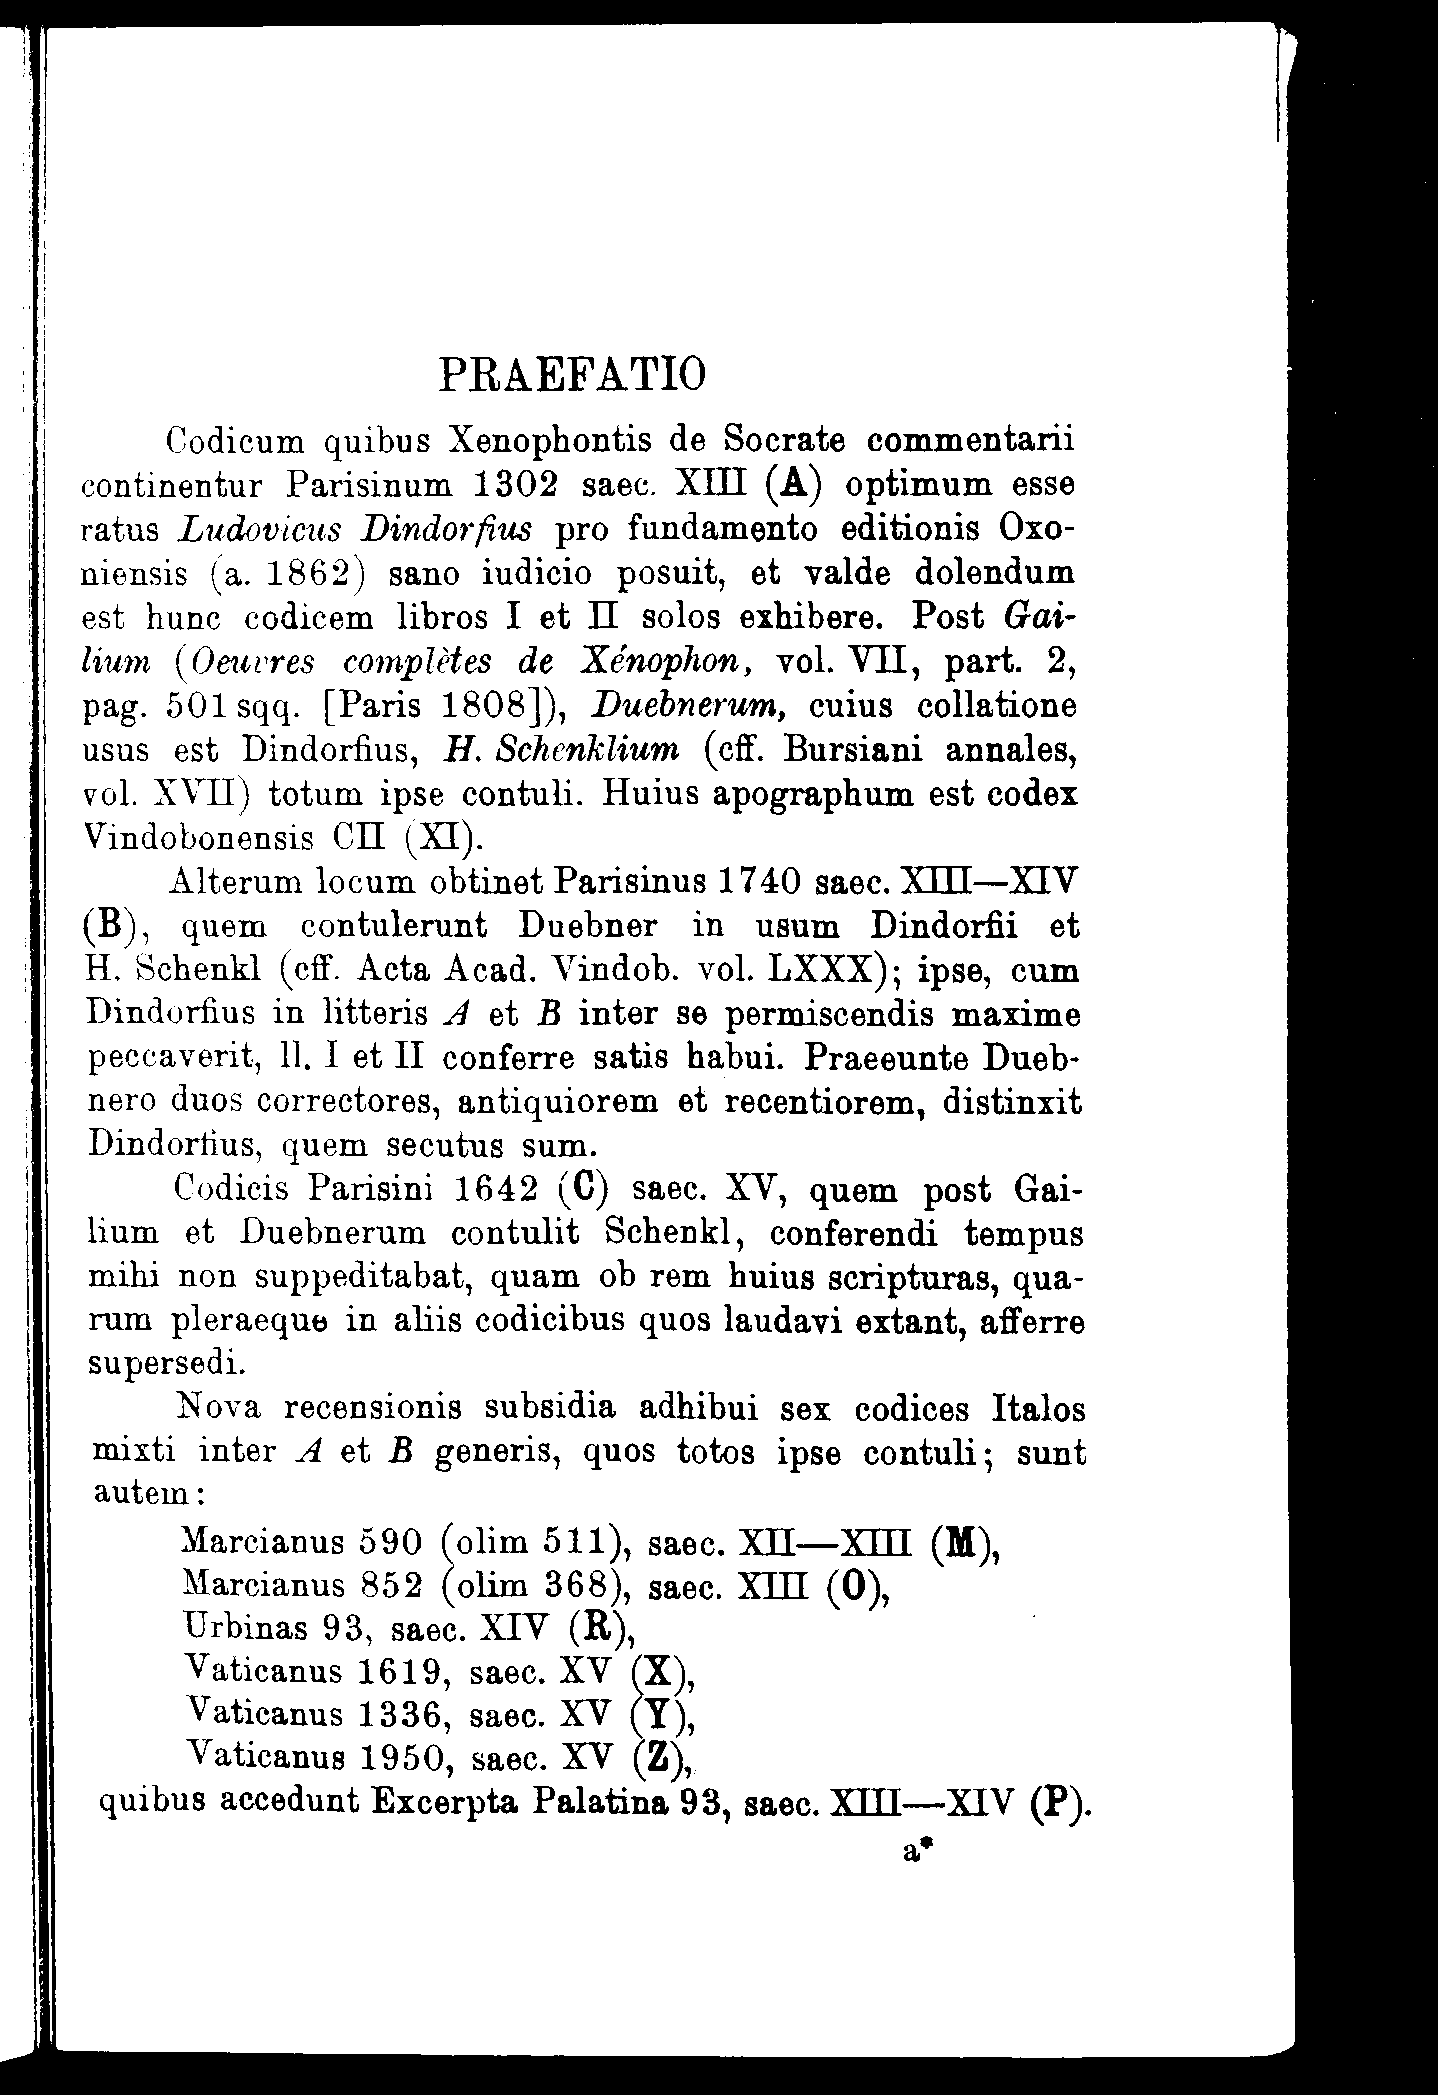 PRAEFATIO
Codicum quibus Xenophontis de Socrate commentarii
continentur Parisinum 1302 saec. XIII (A) optimum esse
ratus Ludovicus Dindorfius pro fundamento editionis Oxo-
niensis (a. 1862) sano iudicio posuit, et valde dolendum
est hunc codicem libros I et II solos exhibere. Post Gai-
lium (Oeuvres complètes de Xénophon, vol. VII, part. 2,
pag. 501 sqq. [Paris 1808]), Duebnerum, cuius collatione
usus est Dindorfius, H. Schenklium (cff. Bursiani annales,
vol. XVII) totum ipse contuli. Huius apographum est codex
Vindobonensis CII (XI).
Alterum locum obtinet Parisinus 1740 saec. XIII—XIV
(B), quem contulerunt Duebner in usum Dindorfii et
H. Schenkl (cff. Acta Acad. Vindob. vol. LXXX); ipse, cum
Dindorfius in litteris A et B inter se permiscendis maxime
peccaverit, ll. I et II conferre satis habui. Praeeunte Dueb-
nero duos correctores, antiquiorem et recentiorem, distinxit
Dindorfius, quem secutus sum.
Codicis Parisini 1642 (C) saec. XV, quem post Gai-
lium et Duebnerum contulit Schenkl, conferendi tempus
mihi non suppeditabat, quam ob rem huius scripturas, qua-
rum pleraeque in aliis codicibus quos laudavi extant, afferre
supersedi.
Nova recensionis subsidia adhibui sex codices Italos
mixti inter A et B generis, quos totos ipse contuli; sunt
autem:
Marcianus 590 (olim 511), saec. XII—XIII (M),
Marcianus 852 (olim 368), saec. XIII (O),
Urbinas 93, saec. XIV (R),
Vaticanus 1619, saec. XV (X),
Vaticanus 1336, saec. XV (Y),
Vaticanus 1950, saec. XV (Z),
quibus accedunt Excerpta Palatina 93, saec. XIII—XIV (P).
a*